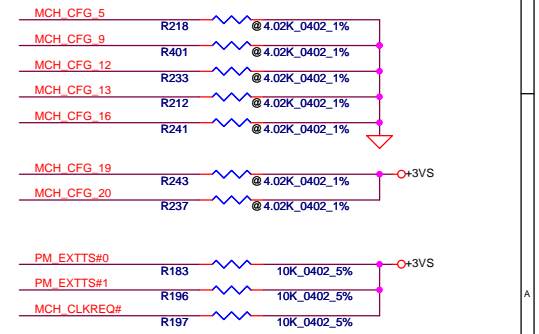 MCH_CFG_5
R218 @ 4.02K_0402_1%
MCH_CFG_9
R401 @ 4.02K_0402_1%
MCH_CFG_12
R233 @ 4.02K_0402_1%
MCH_CFG_13
R212 @ 4.02K_0402_1%
MCH_CFG_16
R241 @ 4.02K_0402_1%
MCH_CFG_19 +3VS
R243 @ 4.02K_0402_1%
MCH_CFG_20
R237 @ 4.02K_0402_1%
PM_EXTTS#0 +3VS
R183 10K_0402_5%
PM_EXTTS#1
R196 10K_0402_5%
A
MCH_CLKREQ#
R197 10K_0402_5%